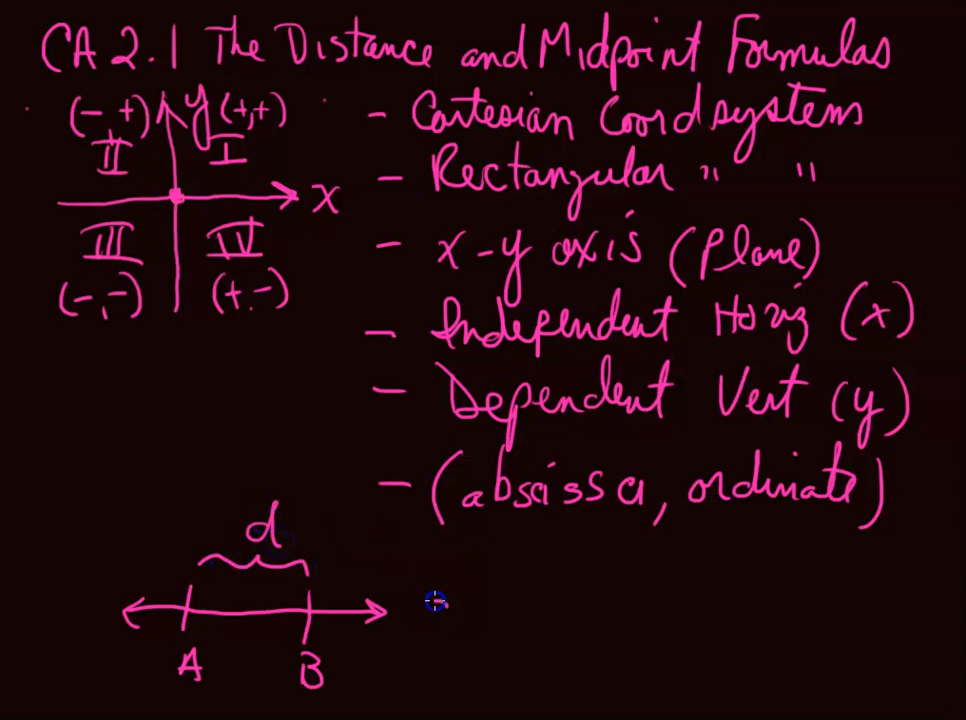 CA 2.1 The Distance and Midpoint Formulas
(-,+) y (+,+)
II I
x
III IV
(-,-) (+,-)
- Cartesian Coord systems
- Rectangular " "
- x-y axis (plane)
- Independent Horiz (x)
- Dependent Vert (y)
- (abscissa, ordinate)
d
A B